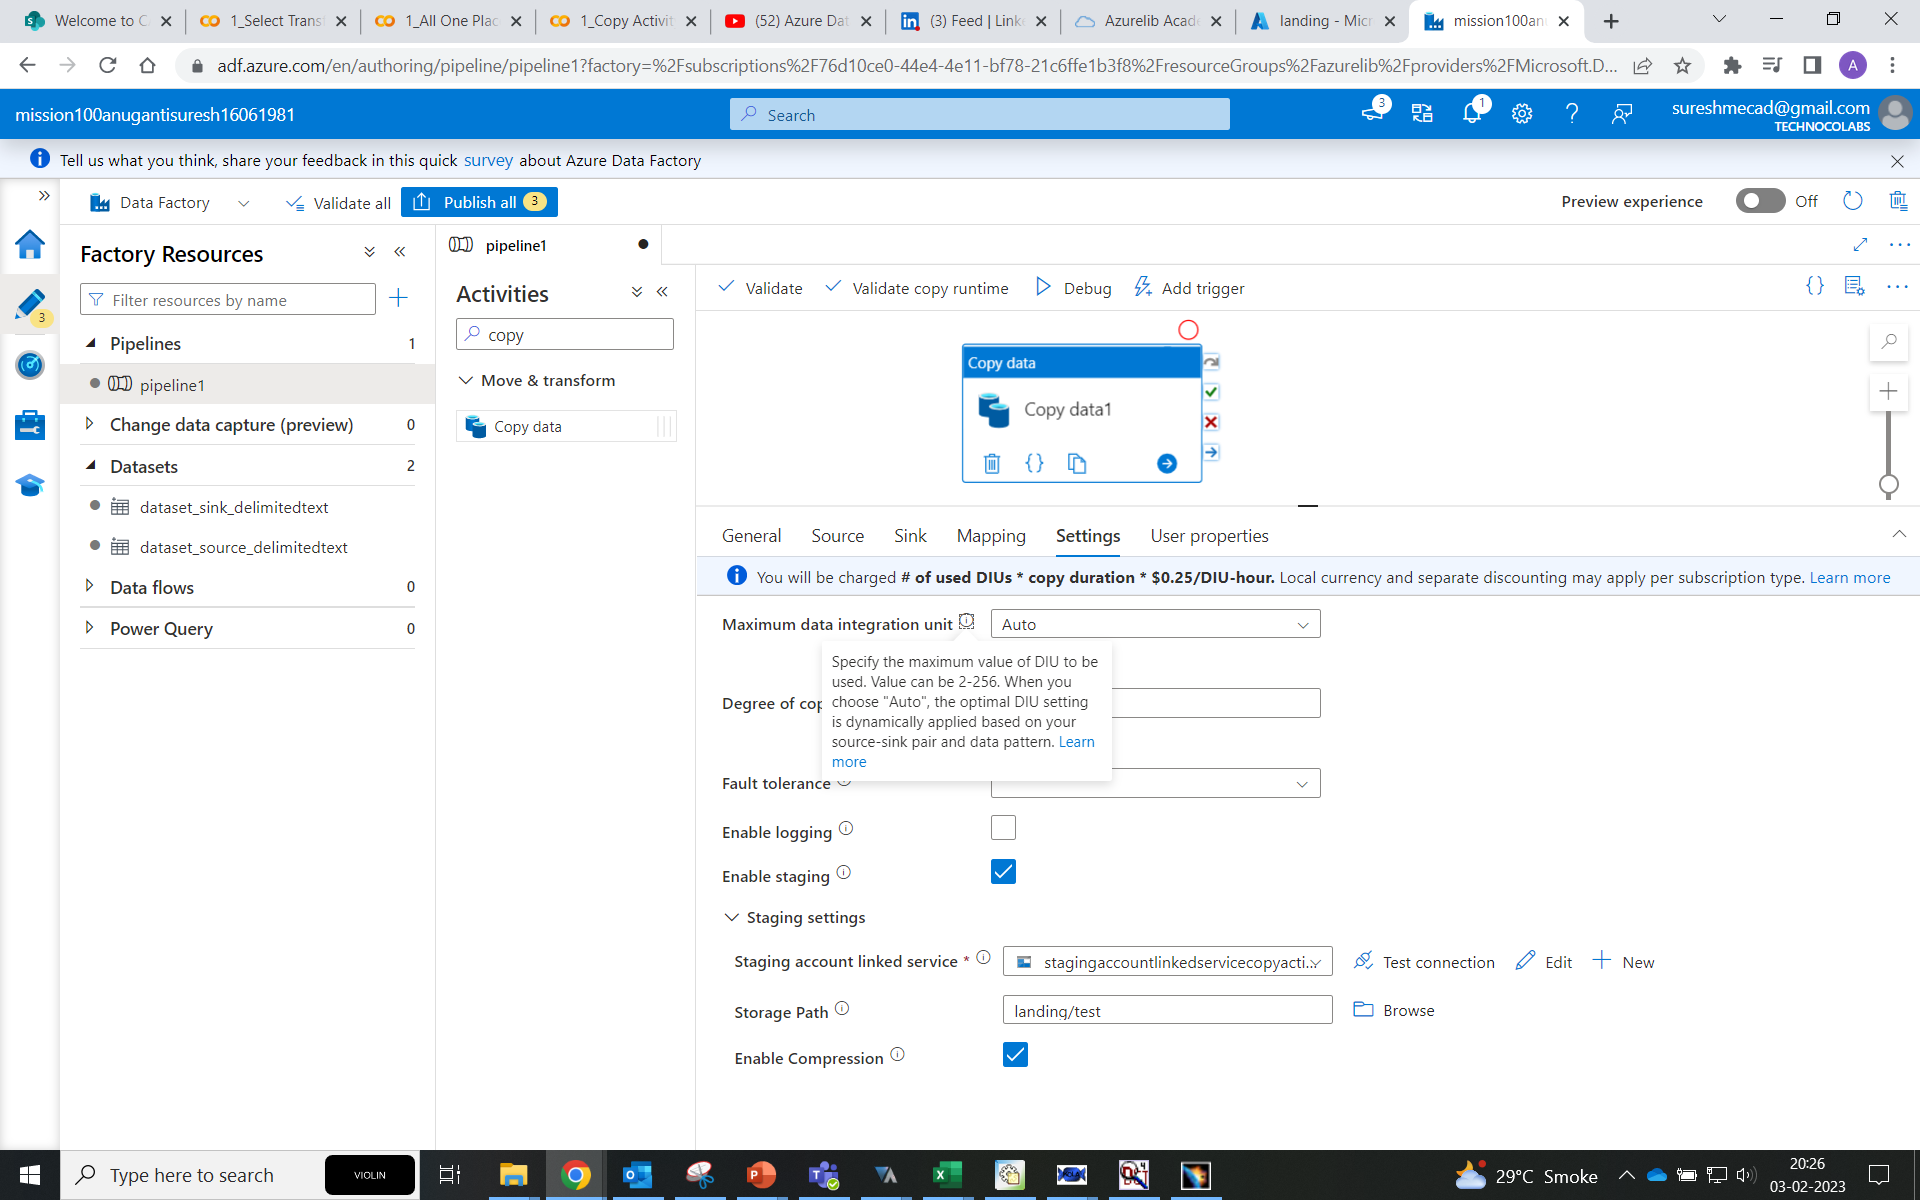 Welcome to C
1_Select Transf
1_All One Plac
1_Copy Activit
(52) Azure Dat
(3) Feed | Link
Azurelib Acad
landing - Micr
mission100anu
adf.azure.com/en/authoring/pipeline/pipeline1?factory=%2Fsubscriptions%2F76d10ce0-44e4-4e11-bf78-21c6ffe1b3f8%2FresourceGroups%2Fazurelib%2Fproviders%2FMicrosoft.D...
A
mission100anugantisuresh16061981
Search
3
1
sureshmecad@gmail.com
TECHNOCOLABS
Tell us what you think, share your feedback in this quick survey about Azure Data Factory
Data Factory
Validate all
Publish all 3
Preview experience
Off
Factory Resources
Filter resources by name
3
Pipelines 1
pipeline1
Change data capture (preview) 0
Datasets 2
dataset_sink_delimitedtext
dataset_source_delimitedtext
Data flows 0
Power Query 0
pipeline1
Activities
copy
Move & transform
Copy data
Validate
Validate copy runtime
Debug
Add trigger
Copy data
Copy data1
General
Source
Sink
Mapping
Settings
User properties
You will be charged # of used DIUs * copy duration * $0.25/DIU-hour. Local currency and separate discounting may apply per subscription type. Learn more
Maximum data integration unit
Auto
Specify the maximum value of DIU to be
used. Value can be 2-256. When you
choose "Auto", the optimal DIU setting
is dynamically applied based on your
source-sink pair and data pattern. Learn
more
Degree of cop
Fault tolerance
Enable logging
Enable staging
Staging settings
Staging account linked service *
stagingaccountlinkedservicecopyacti...
Test connection
Edit
New
Storage Path
landing/test
Browse
Enable Compression
Type here to search
VIOLIN
29°C Smoke
20:26
03-02-2023